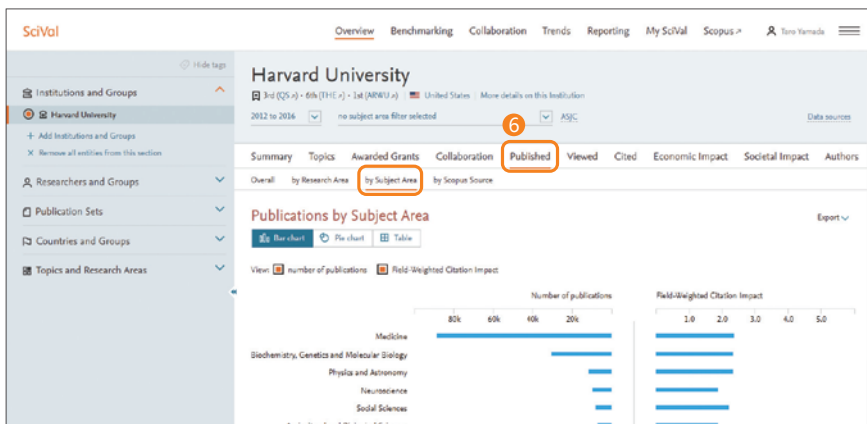 SciVal
Overview Benchmarking Collaboration Trends Reporting My SciVal Scopus Taro Yamada
Hide tags
Institutions and Groups
Harvard University
+ Add Institutions and Groups
× Remove all entities from this section
Researchers and Groups
Publication Sets
Countries and Groups
Topics and Research Areas
Harvard University
3rd (QS) • 6th (THE) • 1st (ARWU) United States More details on this Institution
2012 to 2016 no subject area filter selected ASJC Data sources
6
Summary Topics Awarded Grants Collaboration Published Viewed Cited Economic Impact Societal Impact Authors
Overall by Research Area by Subject Area by Scopus Source
Publications by Subject Area
Export
Bar chart Pie chart Table
View: number of publications Field-Weighted Citation Impact
Number of publications Field-Weighted Citation Impact
80k 60k 40k 20k 1.0 2.0 3.0 4.0 5.0
Medicine
Biochemistry, Genetics and Molecular Biology
Physics and Astronomy
Neuroscience
Social Sciences